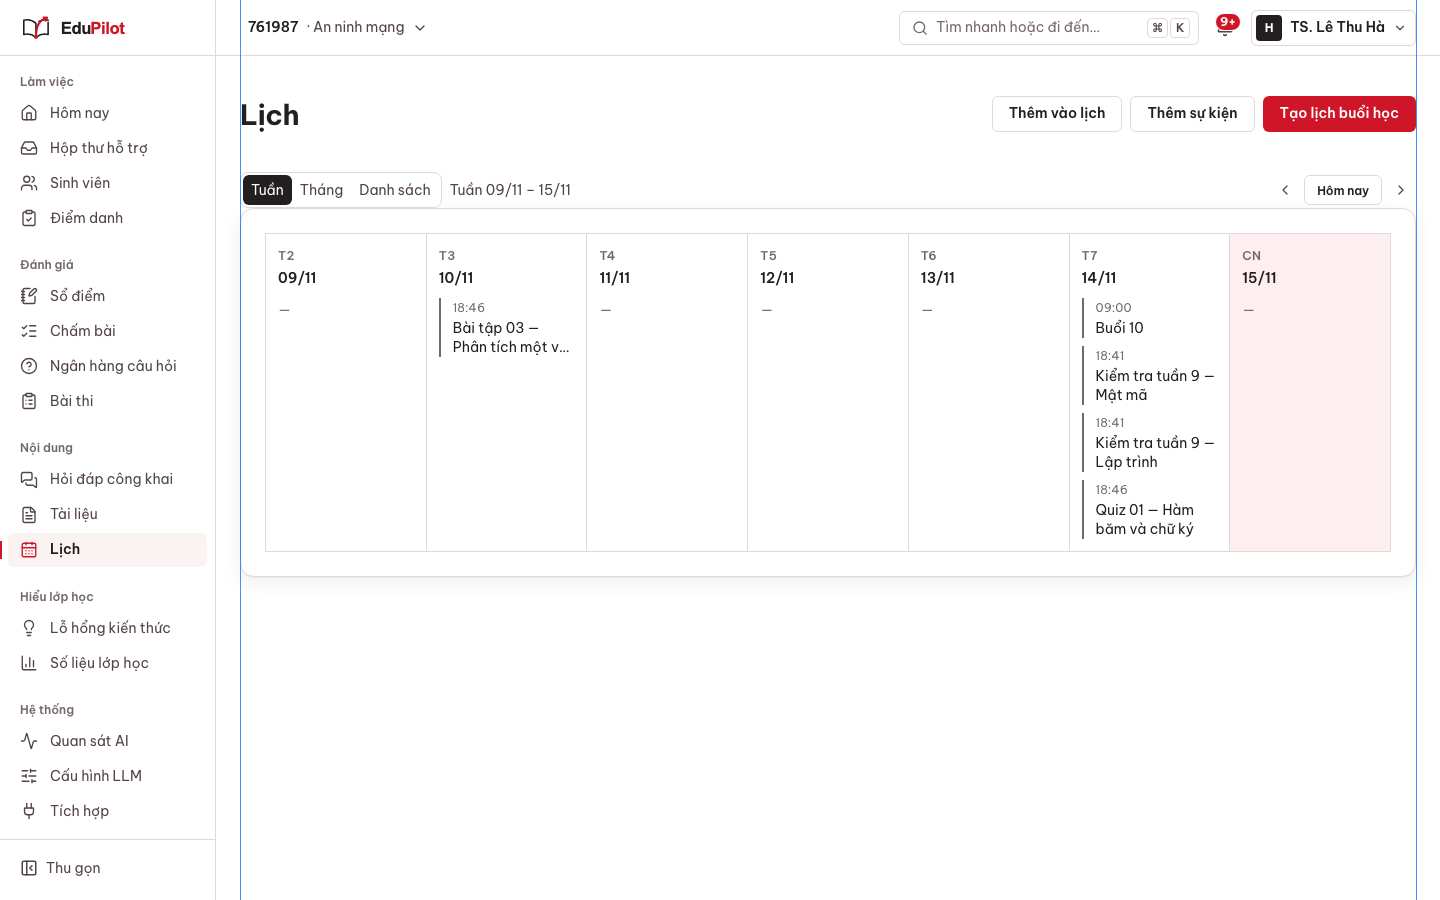 EduPilot
761987 · An ninh mạng
Tìm nhanh hoặc đi đến...
⌘ K
9+
H
TS. Lê Thu Hà
Làm việc
Hôm nay
Hộp thư hỗ trợ
Sinh viên
Điểm danh
Đánh giá
Sổ điểm
Chấm bài
Ngân hàng câu hỏi
Bài thi
Nội dung
Hỏi đáp công khai
Tài liệu
Lịch
Hiểu lớp học
Lỗ hổng kiến thức
Số liệu lớp học
Hệ thống
Quan sát AI
Cấu hình LLM
Tích hợp
Thu gọn
Lịch
Thêm vào lịch
Thêm sự kiện
Tạo lịch buổi học
Tuần
Tháng
Danh sách
Tuần 09/11 – 15/11
Hôm nay
T2
09/11
—
T3
10/11
18:46
Bài tập 03 —
Phân tích một v...
T4
11/11
—
T5
12/11
—
T6
13/11
—
T7
14/11
09:00
Buổi 10
18:41
Kiểm tra tuần 9 —
Mật mã
18:41
Kiểm tra tuần 9 —
Lập trình
18:46
Quiz 01 — Hàm
băm và chữ ký
CN
15/11
—